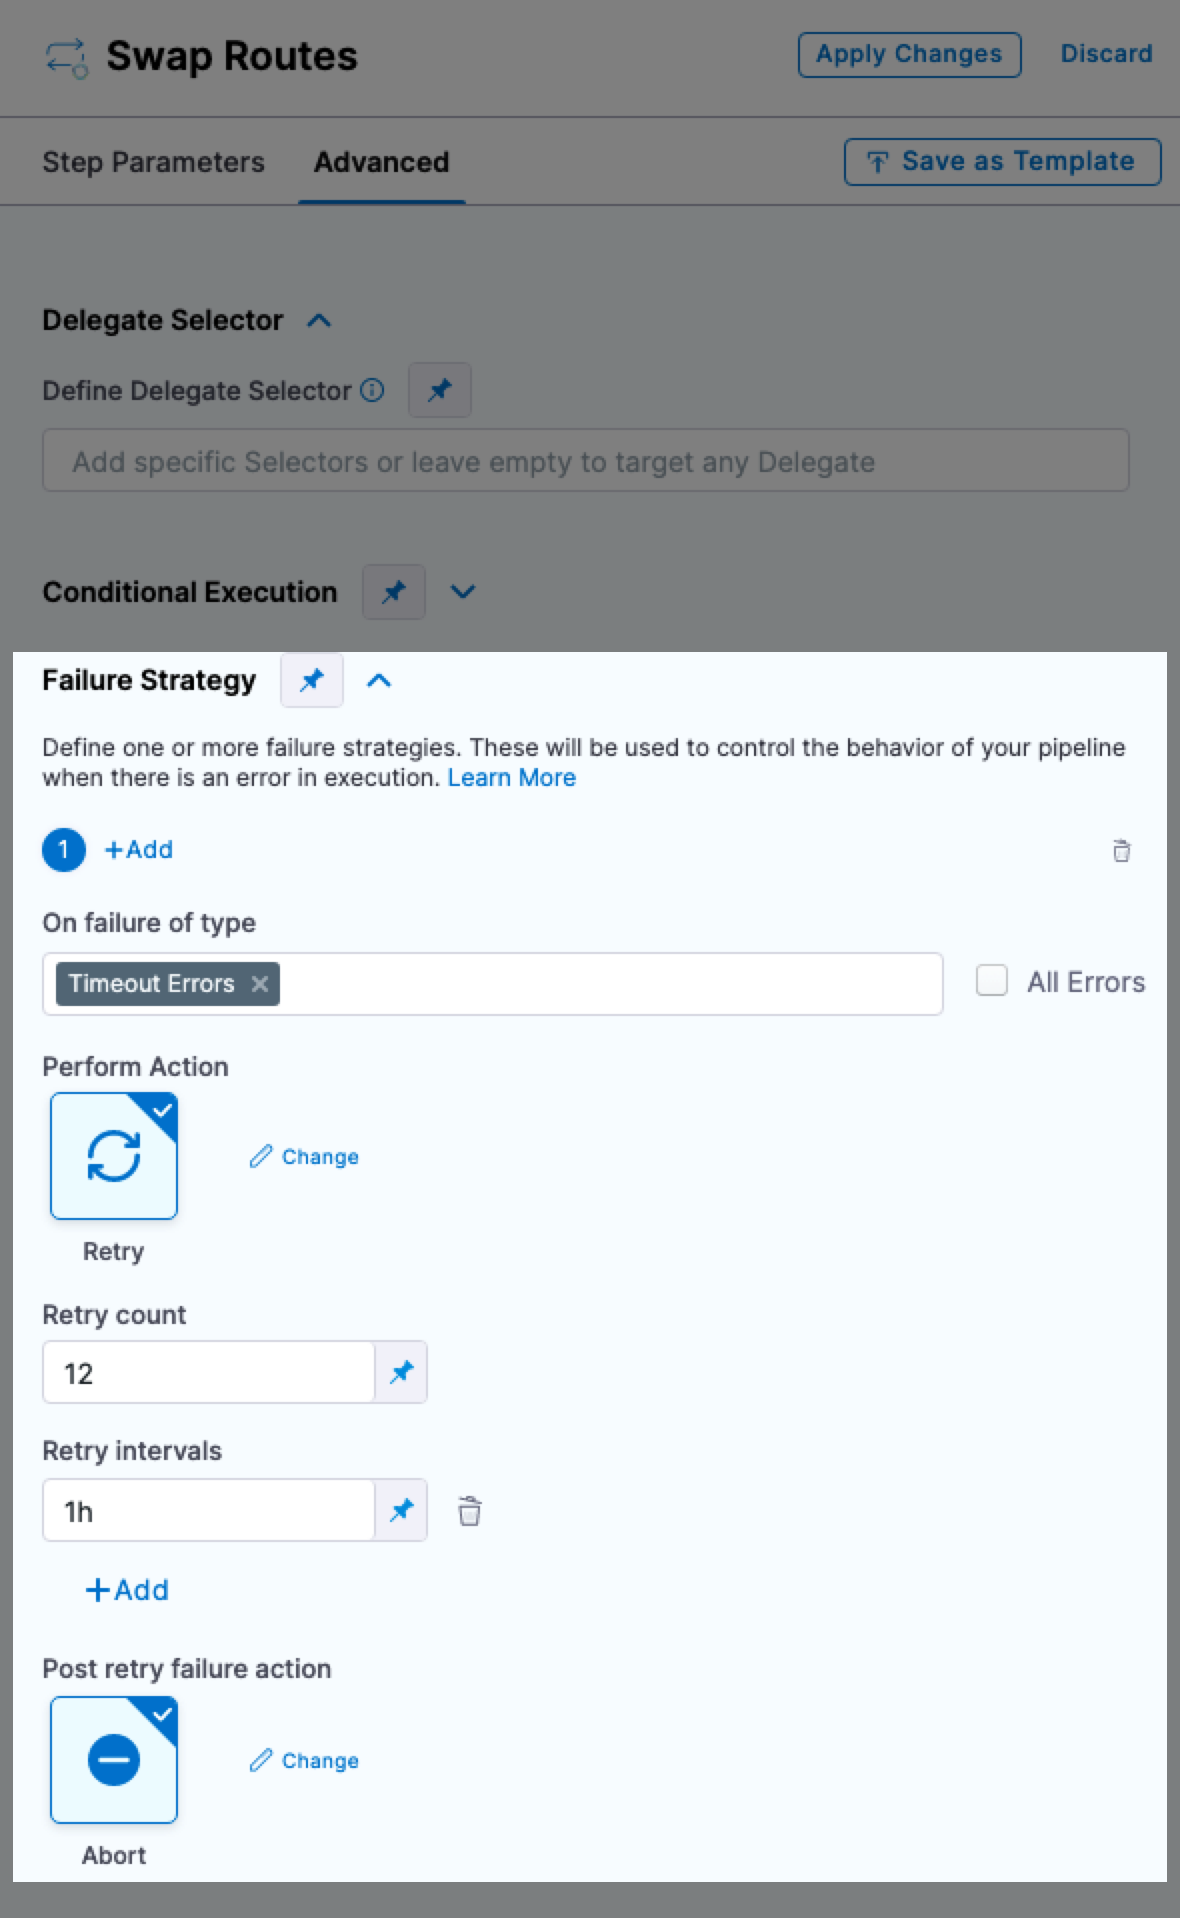 Swap Routes
Apply Changes
Discard
Step Parameters
Advanced
Save as Template
Delegate Selector
Define Delegate Selector
Add specific Selectors or leave empty to target any Delegate
Conditional Execution
Failure Strategy
Define one or more failure strategies. These will be used to control the behavior of your pipeline
when there is an error in execution. Learn More
1 +Add
On failure of type
Timeout Errors
All Errors
Perform Action
Change
Retry
Retry count
12
Retry intervals
1h
+Add
Post retry failure action
Change
Abort